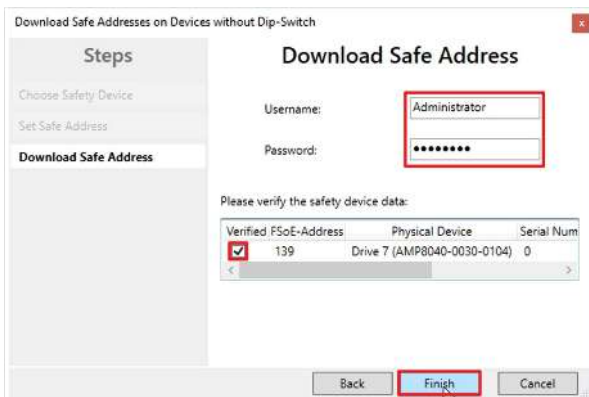 Download Safe Addresses on Devices without Dip-Switch
x
Steps
Choose Safety Device
Set Safe Address
Download Safe Address
Download Safe Address
Username:
Administrator
Password:
••••••••
Please verify the safety device data:
Verified FSoE-Address Physical Device Serial Num
139 Drive 7 (AMP8040-0030-0104) 0
Back Finish Cancel